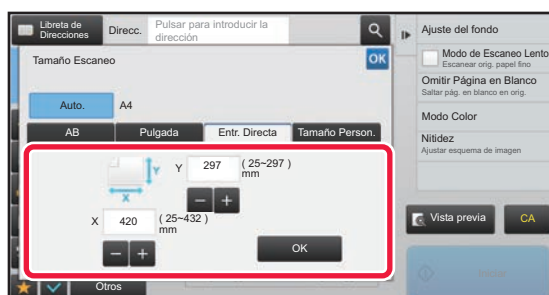 Libreta de
Direcciones
Direcc.
Pulsar para introducir la
dirección
Tamaño Escaneo
OK
Auto.
A4
AB
Pulgada
Entr. Directa
Tamaño Person.
Y
X
Y
297
( 25~297 )
mm
X
420
( 25~432 )
mm
OK
Otros
Ajuste del fondo
Modo de Escaneo Lento
Escanear orig. papel fino
Omitir Página en Blanco
Saltar pág. en blanco en orig.
Modo Color
Nitidez
Ajustar esquema de imagen
Vista previa
CA